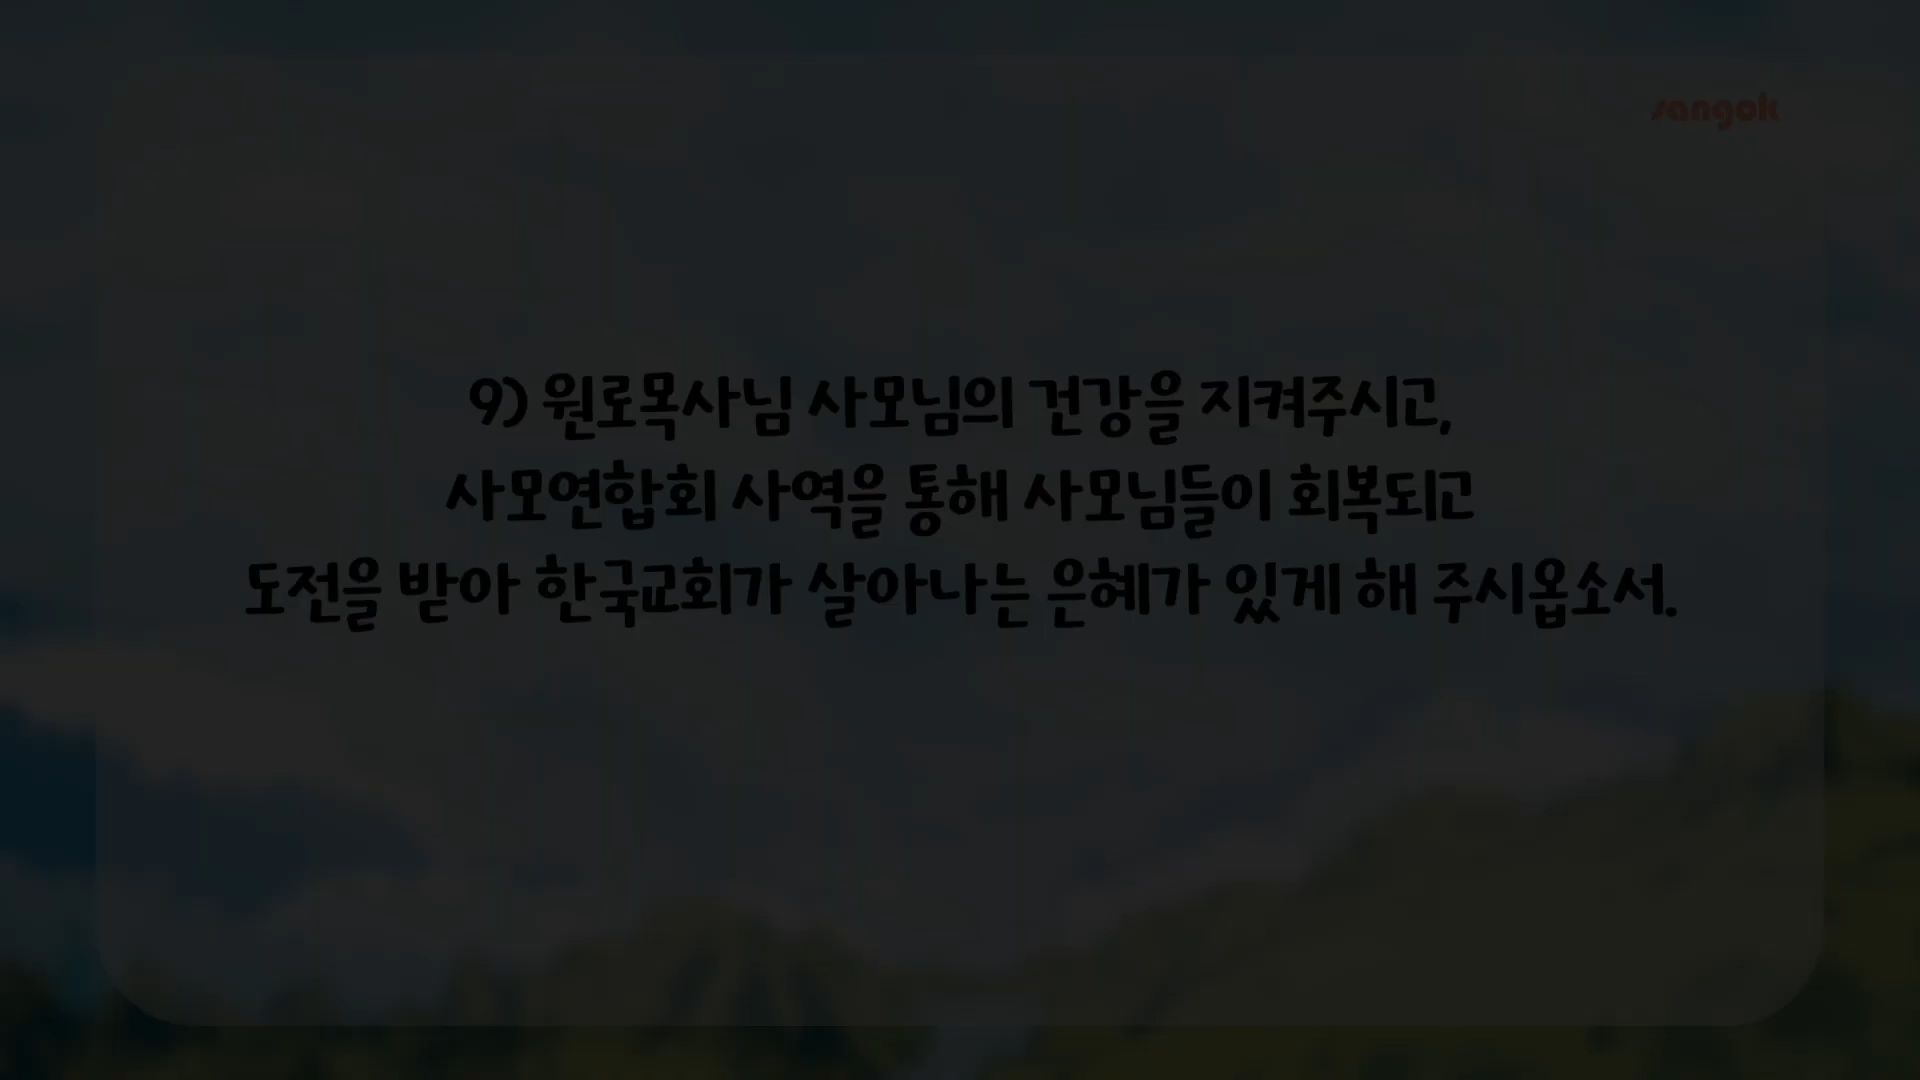 sangok
9) 원로목사님 사모님의 건강을 지켜주시고,
사모연합회 사역을 통해 사모님들이 회복되고
도전을 받아 한국교회가 살아나는 은혜가 있게 해 주시옵소서.